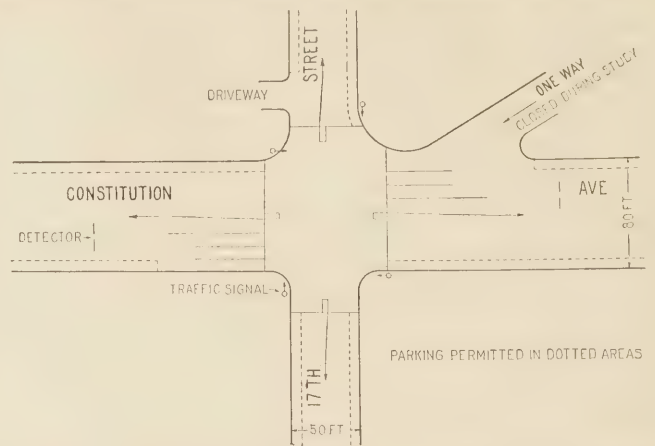 STREET
DRIVEWAY
ONE WAY
CLOSED DURING STUDY
CONSTITUTION
AVE
DETECTOR
80 FT
TRAFFIC SIGNAL
PARKING PERMITTED IN DOTTED AREAS
17TH
50 FT